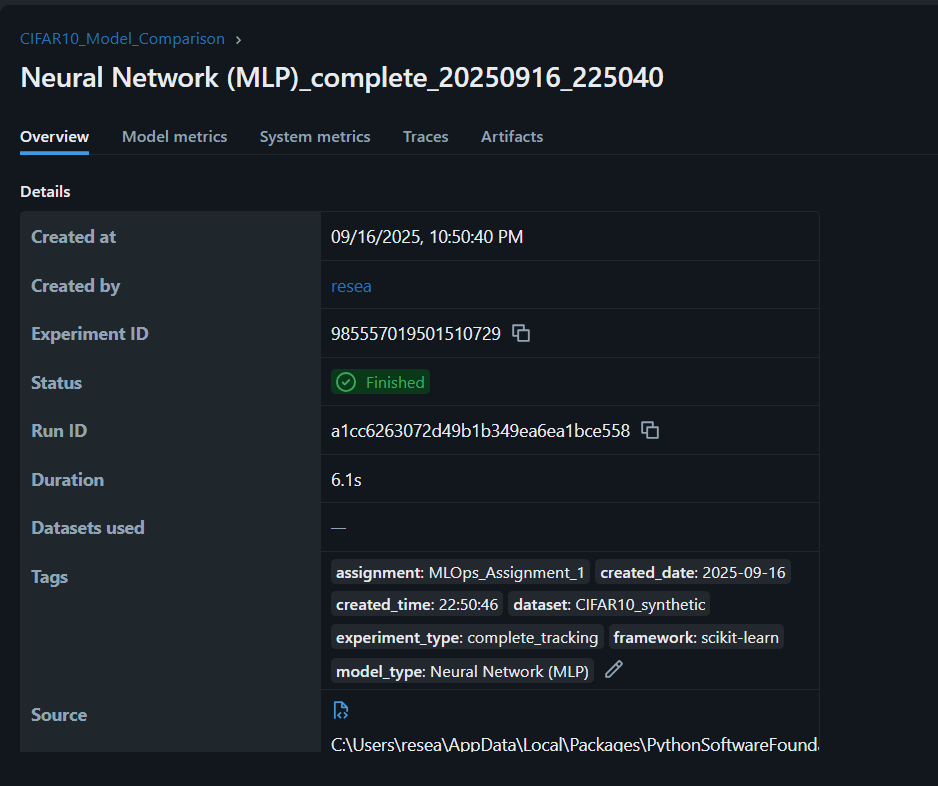 CIFAR10_Model_Comparison >
Neural Network (MLP)_complete_20250916_225040
Overview Model metrics System metrics Traces Artifacts
Details
Created at 09/16/2025, 10:50:40 PM
Created by resea
Experiment ID 985557019501510729
Status Finished
Run ID a1cc6263072d49b1b349ea6ea1bce558
Duration 6.1s
Datasets used —
Tags assignment: MLOps_Assignment_1 created_date: 2025-09-16
created_time: 22:50:46 dataset: CIFAR10_synthetic
experiment_type: complete_tracking framework: scikit-learn
model_type: Neural Network (MLP)
Source
C:\Users\resea\AppData\Local\Packages\PythonSoftwareFounda